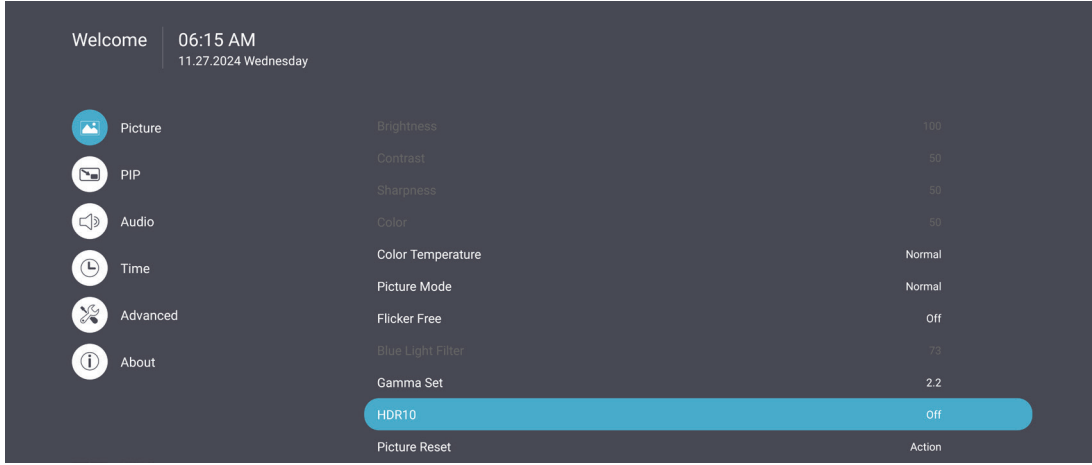 Welcome
06:15 AM
11.27.2024 Wednesday
Picture
PIP
Audio
Time
Advanced
About
Brightness 100
Contrast 50
Sharpness 50
Color 50
Color Temperature Normal
Picture Mode Normal
Flicker Free Off
Blue Light Filter 73
Gamma Set 2.2
HDR10 Off
Picture Reset Action